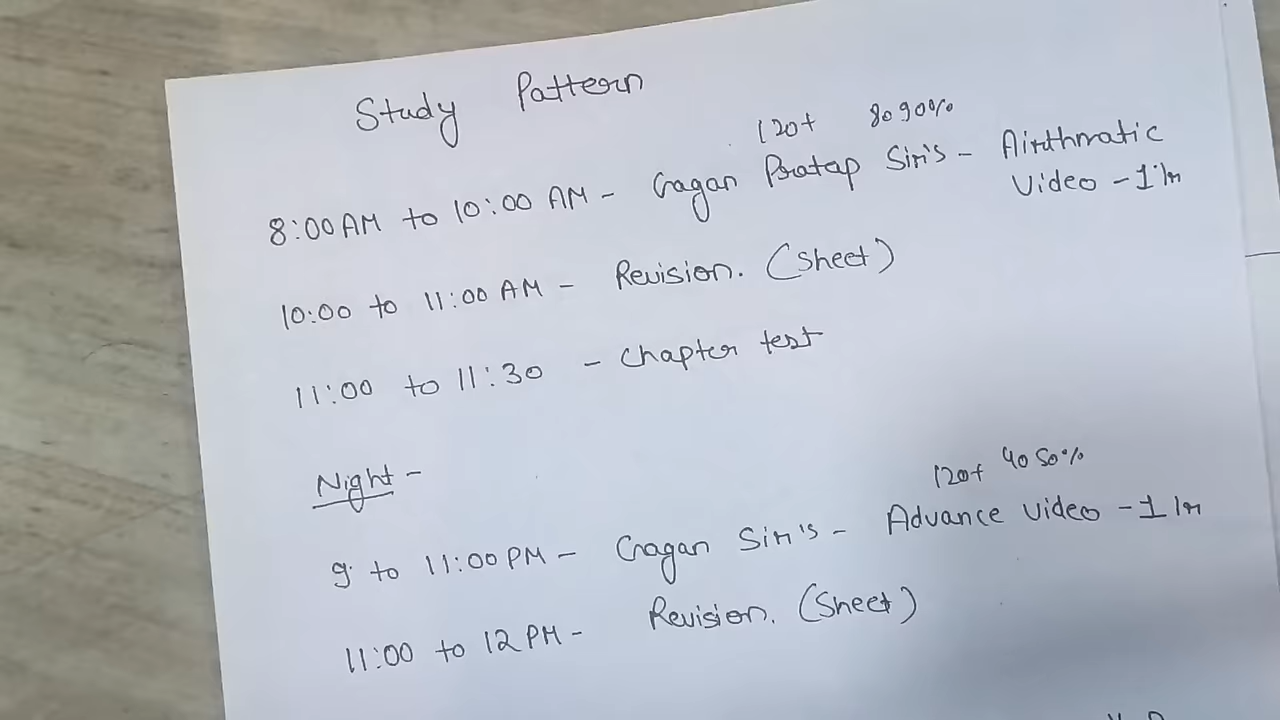 Study Pattern
120+ 80 90%
8:00 AM to 10:00 AM - Gagan Pratap Sir's - Airthmatic
Video - 1 hr
10:00 to 11:00 AM - Revision. (Sheet)
11:00 to 11:30 - Chapter test
Night -
120+ 40 50%
9 to 11:00 PM - Gagan Sir's - Advance Video - 1 hr
11:00 to 12 PM - Revision. (Sheet)